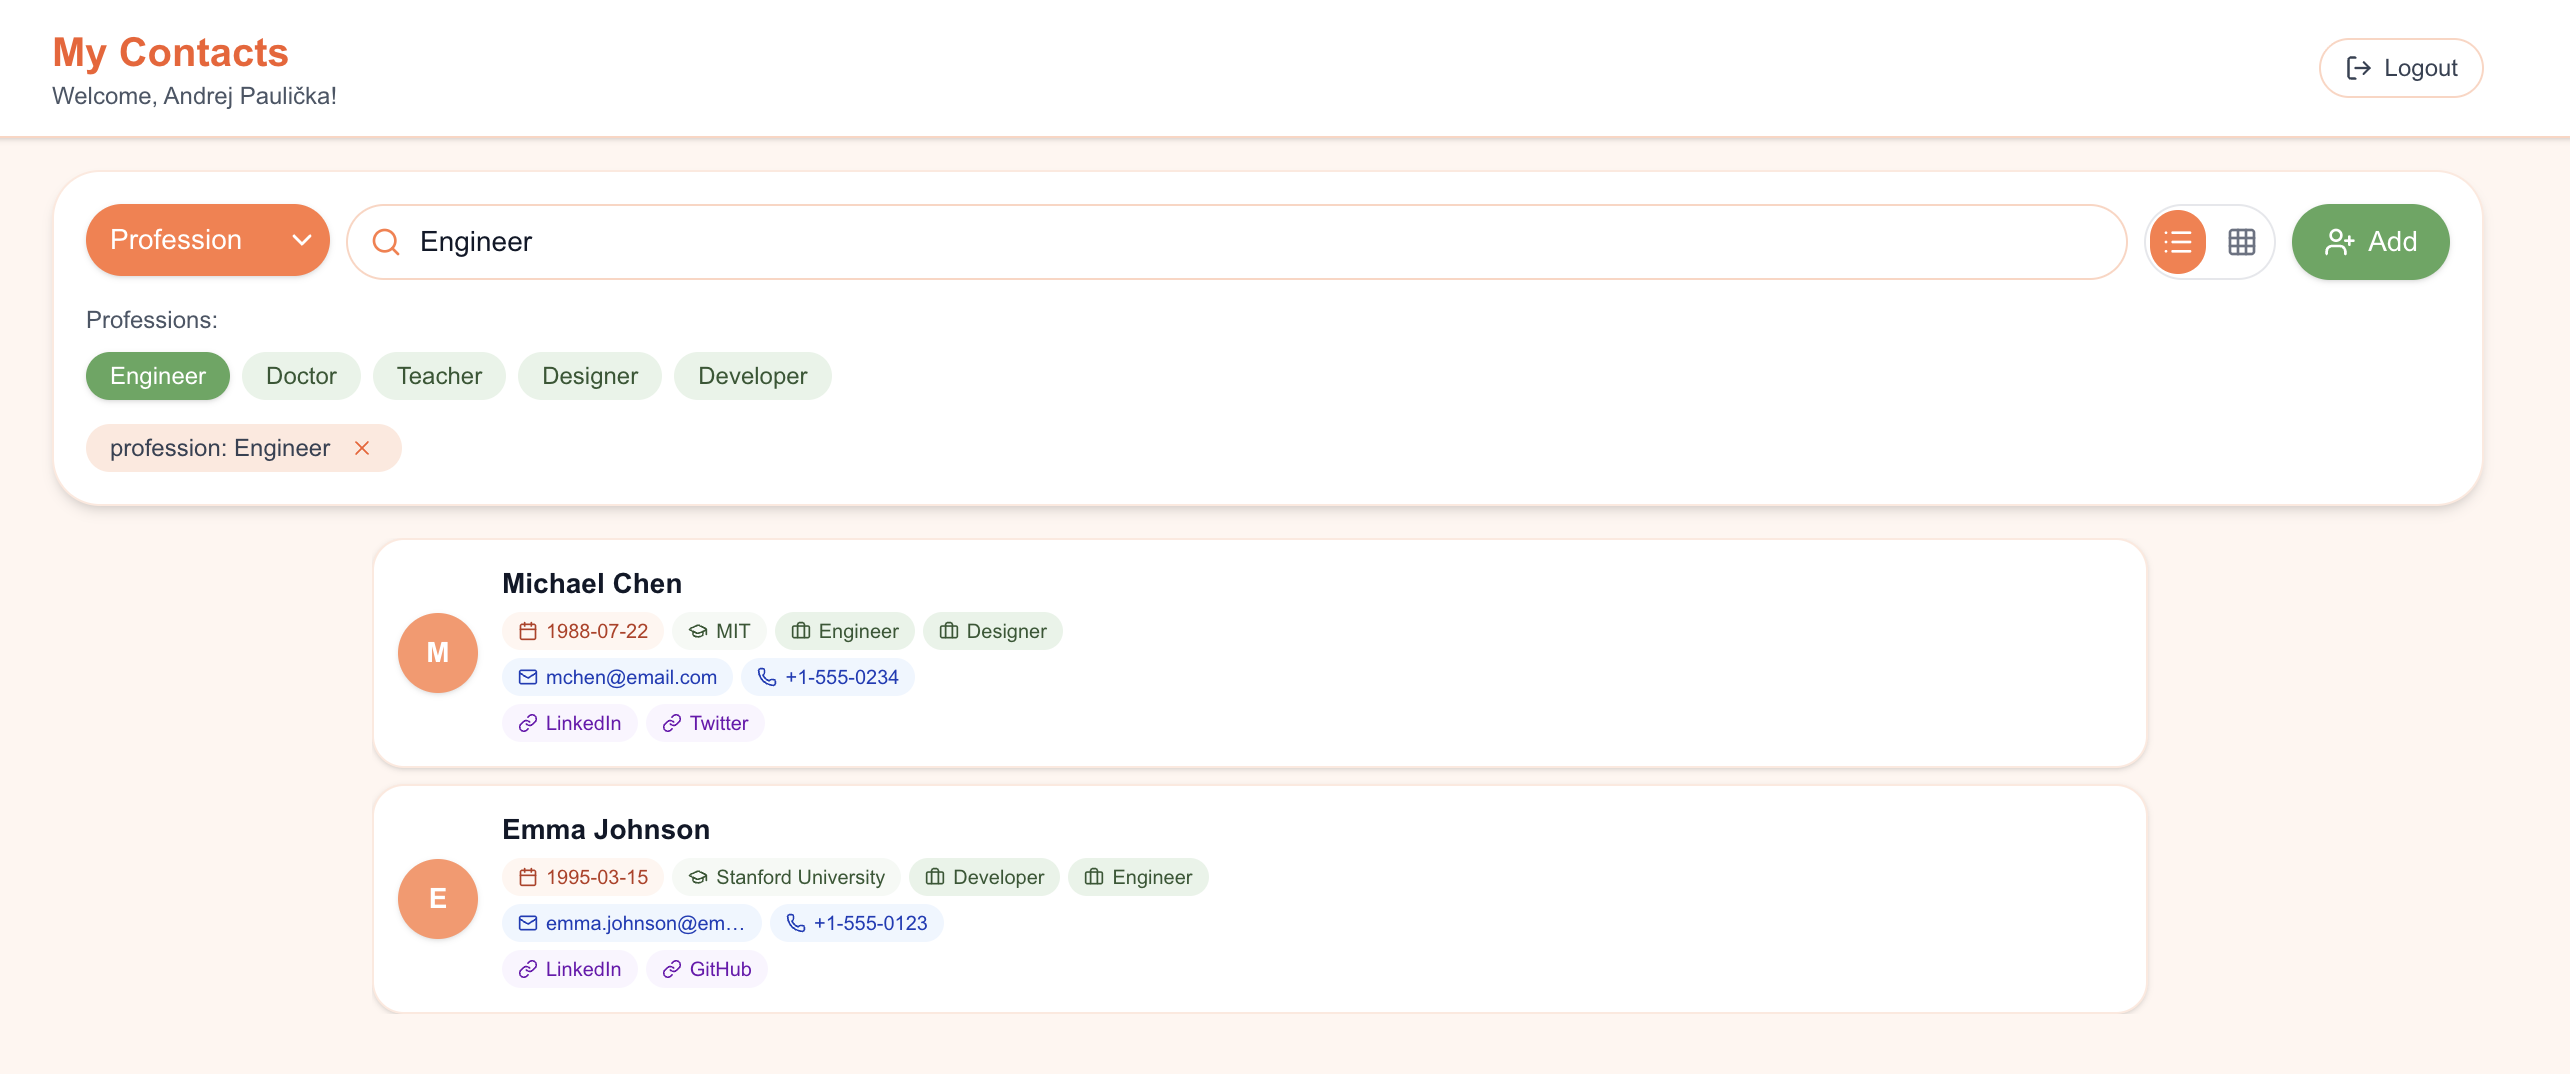 My Contacts
Welcome, Andrej Paulička!
Logout
Profession
Engineer
Add
Professions:
Engineer Doctor Teacher Designer Developer
profession: Engineer
Michael Chen
M
1988-07-22 MIT Engineer Designer
mchen@email.com +1-555-0234
LinkedIn Twitter
Emma Johnson
E
1995-03-15 Stanford University Developer Engineer
emma.johnson@em… +1-555-0123
LinkedIn GitHub